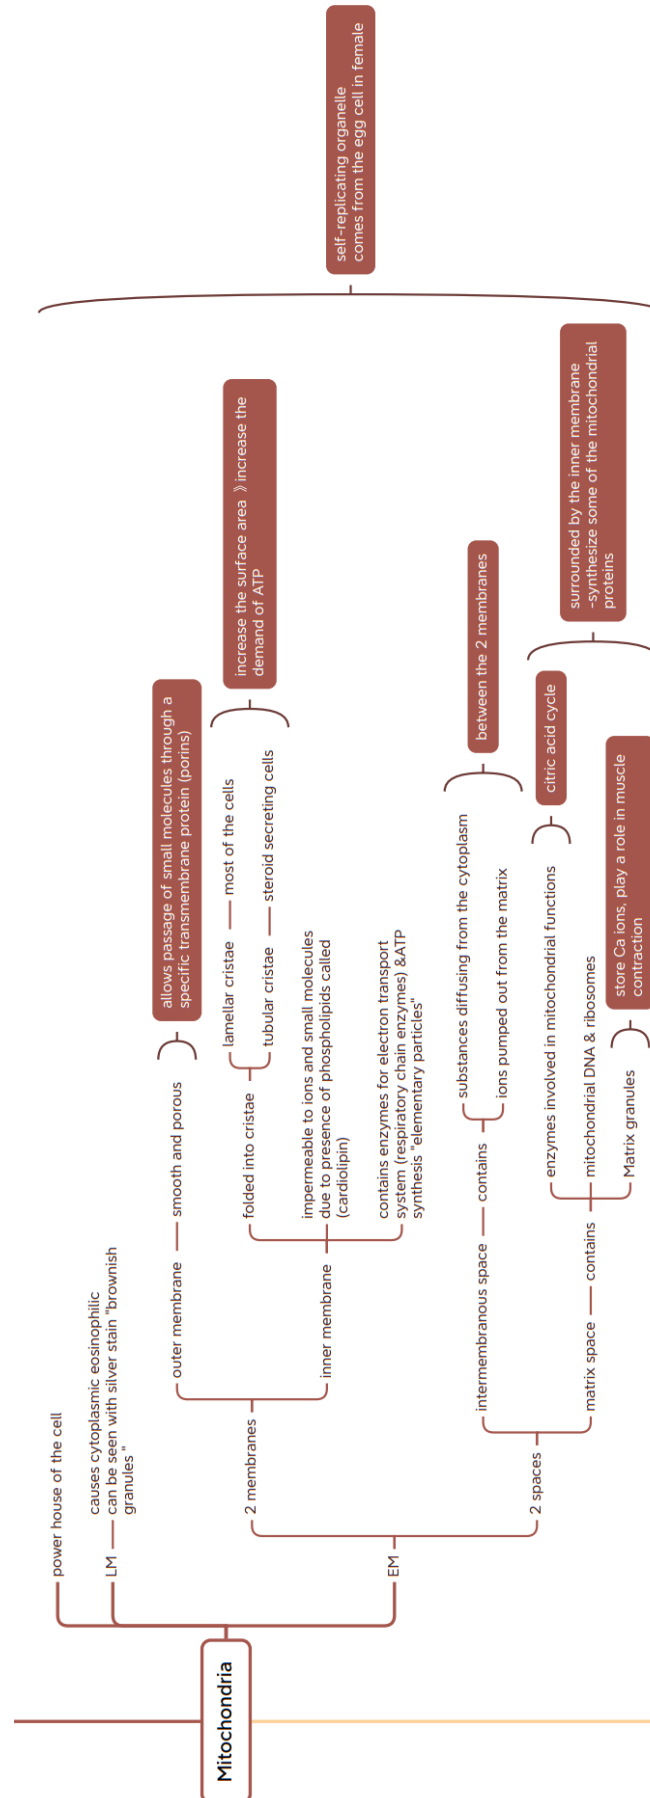 Mitochondria
power house of the cell
LM
causes cytoplasmic eosinophilic
can be seen with silver stain "brownish
granules "
EM
2 membranes
outer membrane
smooth and porous
allows passage of small molecules through a
specific transmembrane protein (porins)
inner membrane
folded into cristae
lamellar cristae
most of the cells
tubular cristae
steroid secreting cells
increase the surface area 》increase the
demand of ATP
impermeable to ions and small molecules
due to presence of phospholipids called
(cardiolipin)
contains enzymes for electron transport
system (respiratory chain enzymes) &ATP
synthesis "elementary particles"
2 spaces
intermembranous space
contains
substances diffusing from the cytoplasm
ions pumped out from the matrix
between the 2 membranes
matrix space
contains
enzymes involved in mitochondrial functions
citric acid cycle
mitochondrial DNA & ribosomes
Matrix granules
store Ca ions, play a role in muscle
contraction
surrounded by the inner membrane
-synthesize some of the mitochondrial
proteins
self-replicating organelle
comes from the egg cell in female